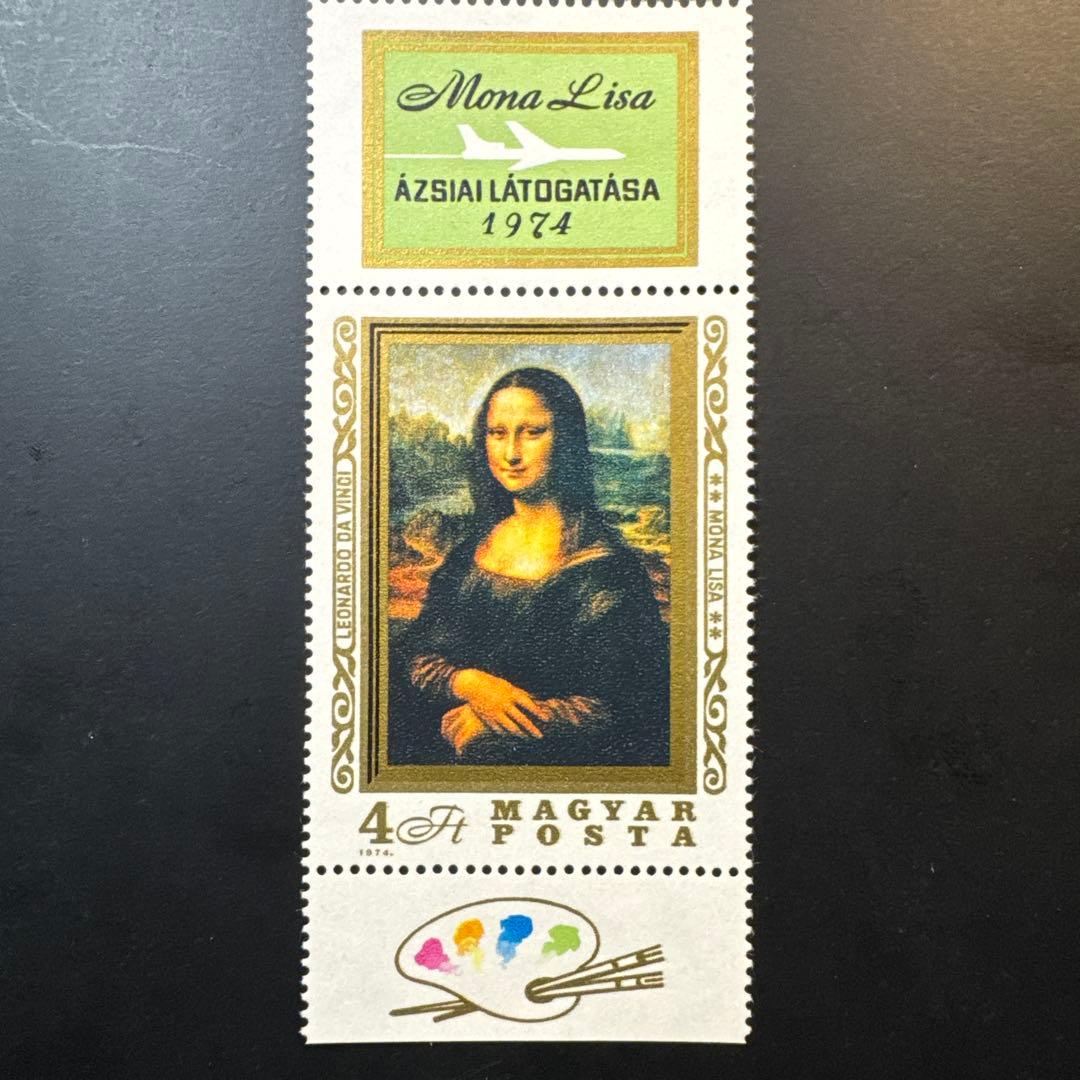 Mona Lisa
ÁZSIAI LÁTOGATÁSA
1974
LEONARDO DA VINCI
** MONA LISA **
4 Ft
MAGYAR
POSTA
1974.